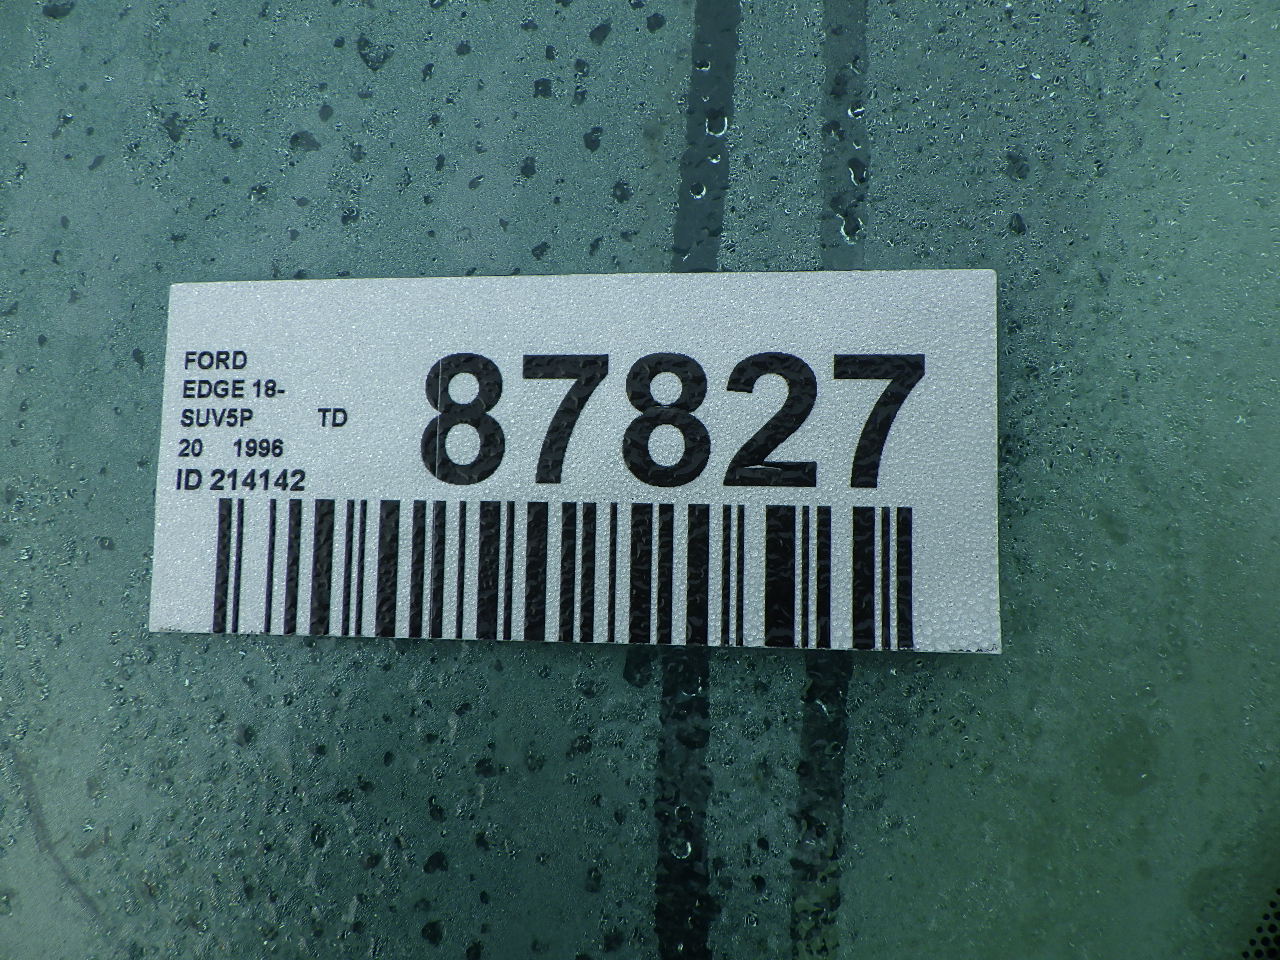 FORD
EDGE 18-
SUV5P TD
20 1996
ID 214142
87827